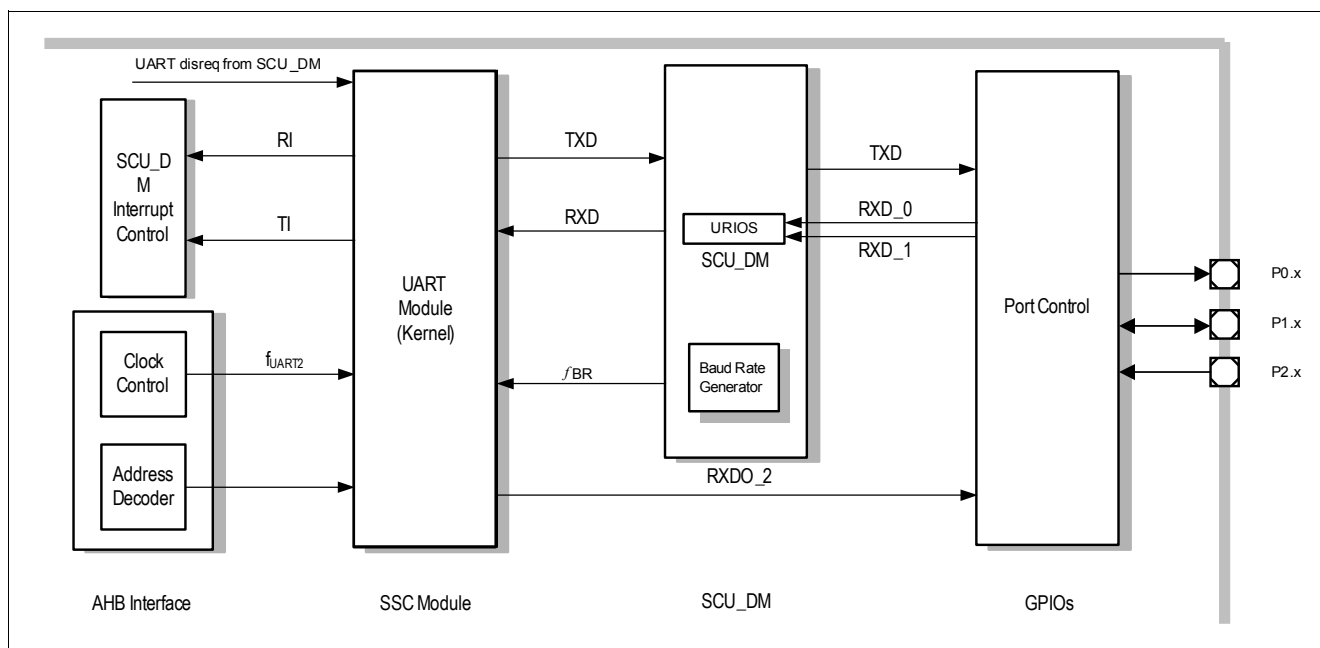 UART disreq from SCU_DM
SCU_D
M
Interrupt
Control
RI
TI
UART
Module
(Kernel)
TXD
RXD
URIOS
SCU_DM
TXD
RXD_0
RXD_1
Port Control
P0.x
P1.x
P2.x
Clock
Control
fUART2
fBR
Baud Rate
Generator
Address
Decoder
RXDO_2
AHB Interface
SSC Module
SCU_DM
GPIOs